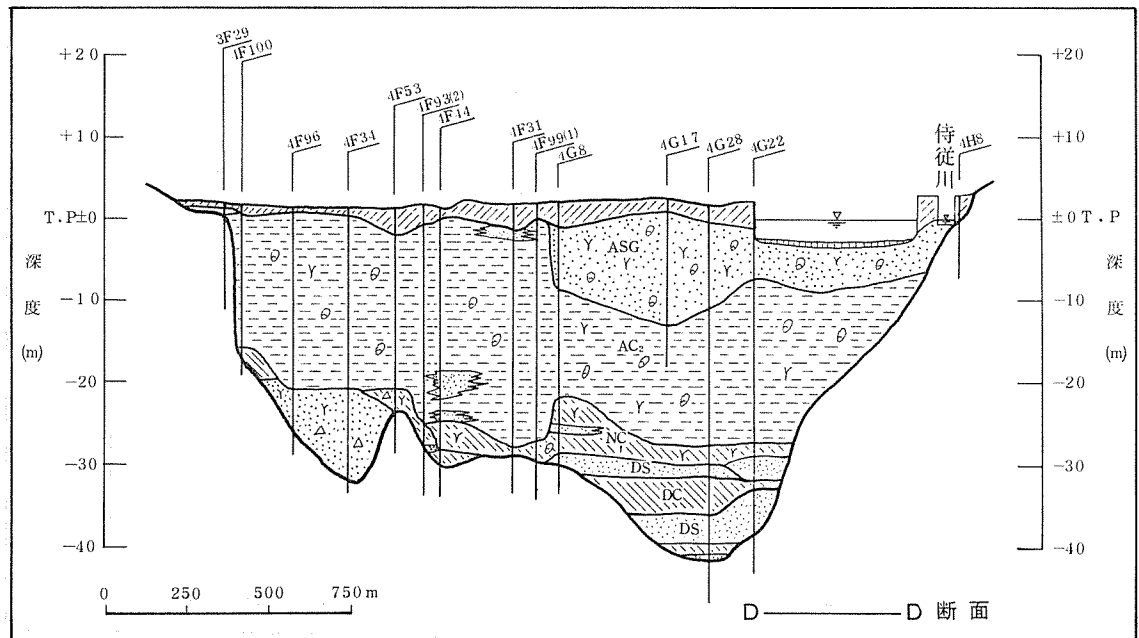 3F29
4F100
4F96
4F34
4F53
4F93(2)
4F44
4F31
4F99(1)
4G8
4G17
4G28
4G22
侍従川
4H8
+20
+10
T.P±0
-10
-20
-30
-40
深度
(m)
+20
+10
±0 T.P
-10
-20
-30
-40
深度
(m)
ASG
AC₂
NC
DS
DC
DS
0 250 500 750m
D D 断面